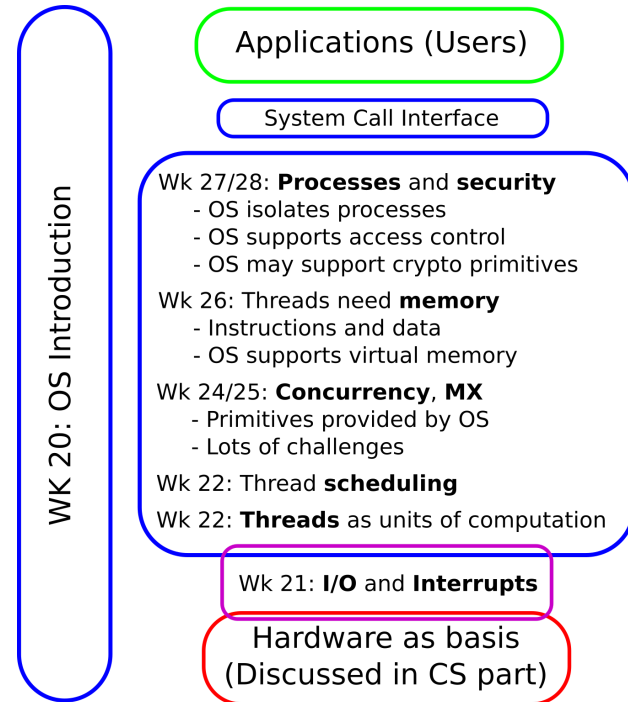 WK 20: OS Introduction
Applications (Users)
System Call Interface
Wk 27/28: Processes and security
- OS isolates processes
- OS supports access control
- OS may support crypto primitives
Wk 26: Threads need memory
- Instructions and data
- OS supports virtual memory
Wk 24/25: Concurrency, MX
- Primitives provided by OS
- Lots of challenges
Wk 22: Thread scheduling
Wk 22: Threads as units of computation
Wk 21: I/O and Interrupts
Hardware as basis
(Discussed in CS part)